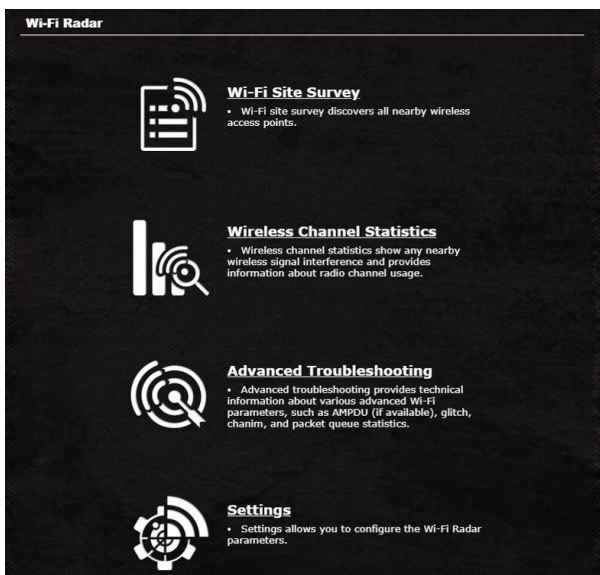 Wi-Fi Radar
Wi-Fi Site Survey
• Wi-Fi site survey discovers all nearby wireless
access points.
Wireless Channel Statistics
• Wireless channel statistics show any nearby
wireless signal interference and provides
information about radio channel usage.
Advanced Troubleshooting
• Advanced troubleshooting provides technical
information about various advanced Wi-Fi
parameters, such as AMPDU (if available), glitch,
chanim, and packet queue statistics.
Settings
• Settings allows you to configure the Wi-Fi Radar
parameters.